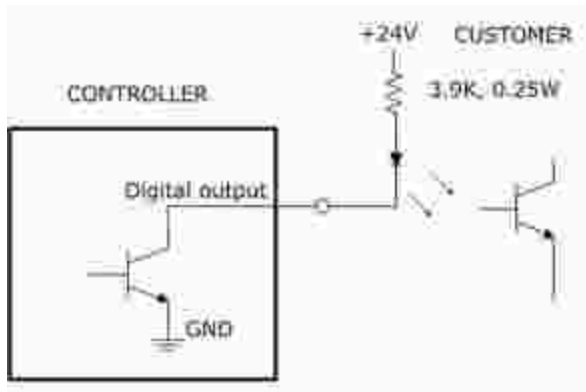 +24V CUSTOMER
3.9K, 0.25W
CONTROLLER
Digital output
GND